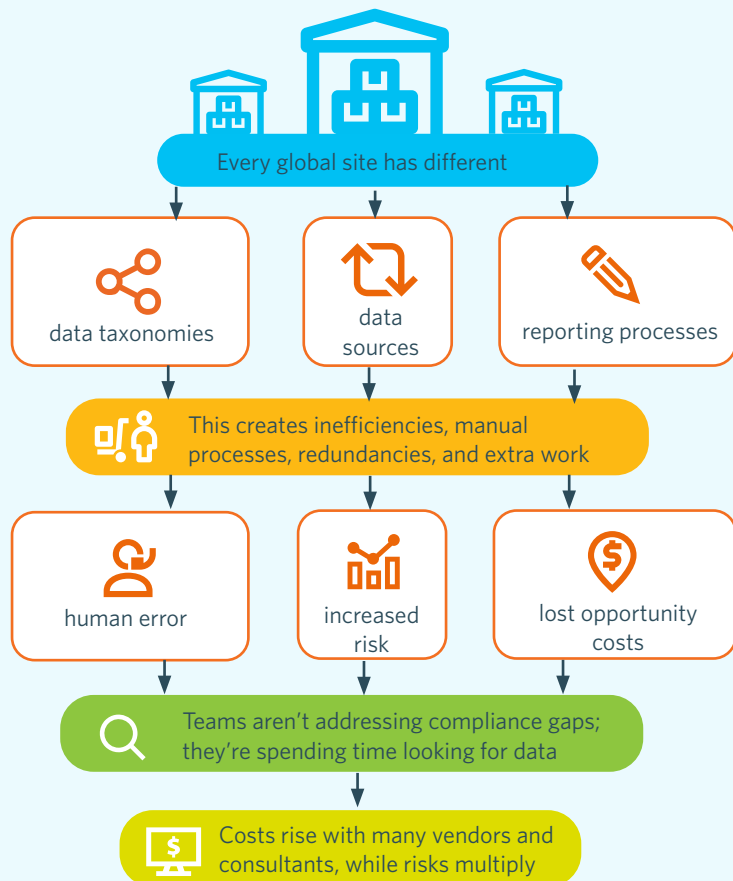 Every global site has different
data taxonomies
data
sources
reporting processes
This creates inefficiencies, manual
processes, redundancies, and extra work
human error
increased
risk
$
lost opportunity
costs
Teams aren’t addressing compliance gaps;
they’re spending time looking for data
$
Costs rise with many vendors and
consultants, while risks multiply